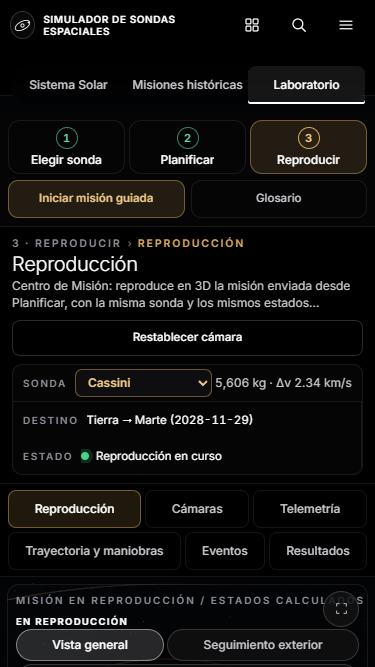 SIMULADOR DE SONDAS
ESPACIALES
Sistema Solar Misiones históricas Laboratorio
1 2 3
Elegir sonda Planificar Reproducir
Iniciar misión guiada Glosario
3 · REPRODUCIR › REPRODUCCIÓN
Reproducción
Centro de Misión: reproduce en 3D la misión enviada desde
Planificar, con la misma sonda y los mismos estados...
Restablecer cámara
SONDA Cassini 5,606 kg · Δv 2.34 km/s
DESTINO Tierra → Marte (2028-11-29)
ESTADO Reproducción en curso
Reproducción Cámaras Telemetría
Trayectoria y maniobras Eventos Resultados
MISIÓN EN REPRODUCCIÓN / ESTADOS CALCULADOS
EN REPRODUCCIÓN
Vista general Seguimiento exterior